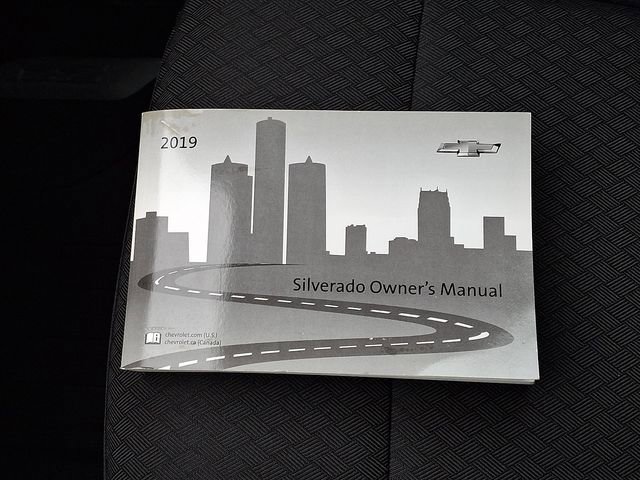 2019
Silverado Owner's Manual
chevrolet.com (U.S.)
chevrolet.ca (Canada)